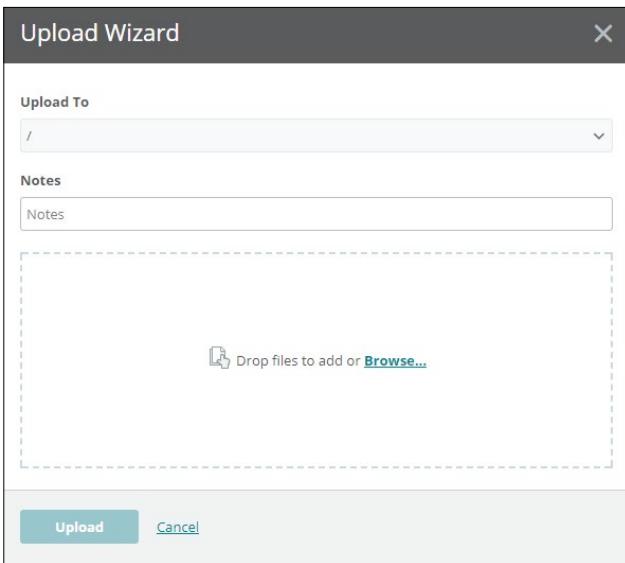 Upload Wizard
Upload To
/
Notes
Notes
Drop files to add or Browse...
Upload Cancel